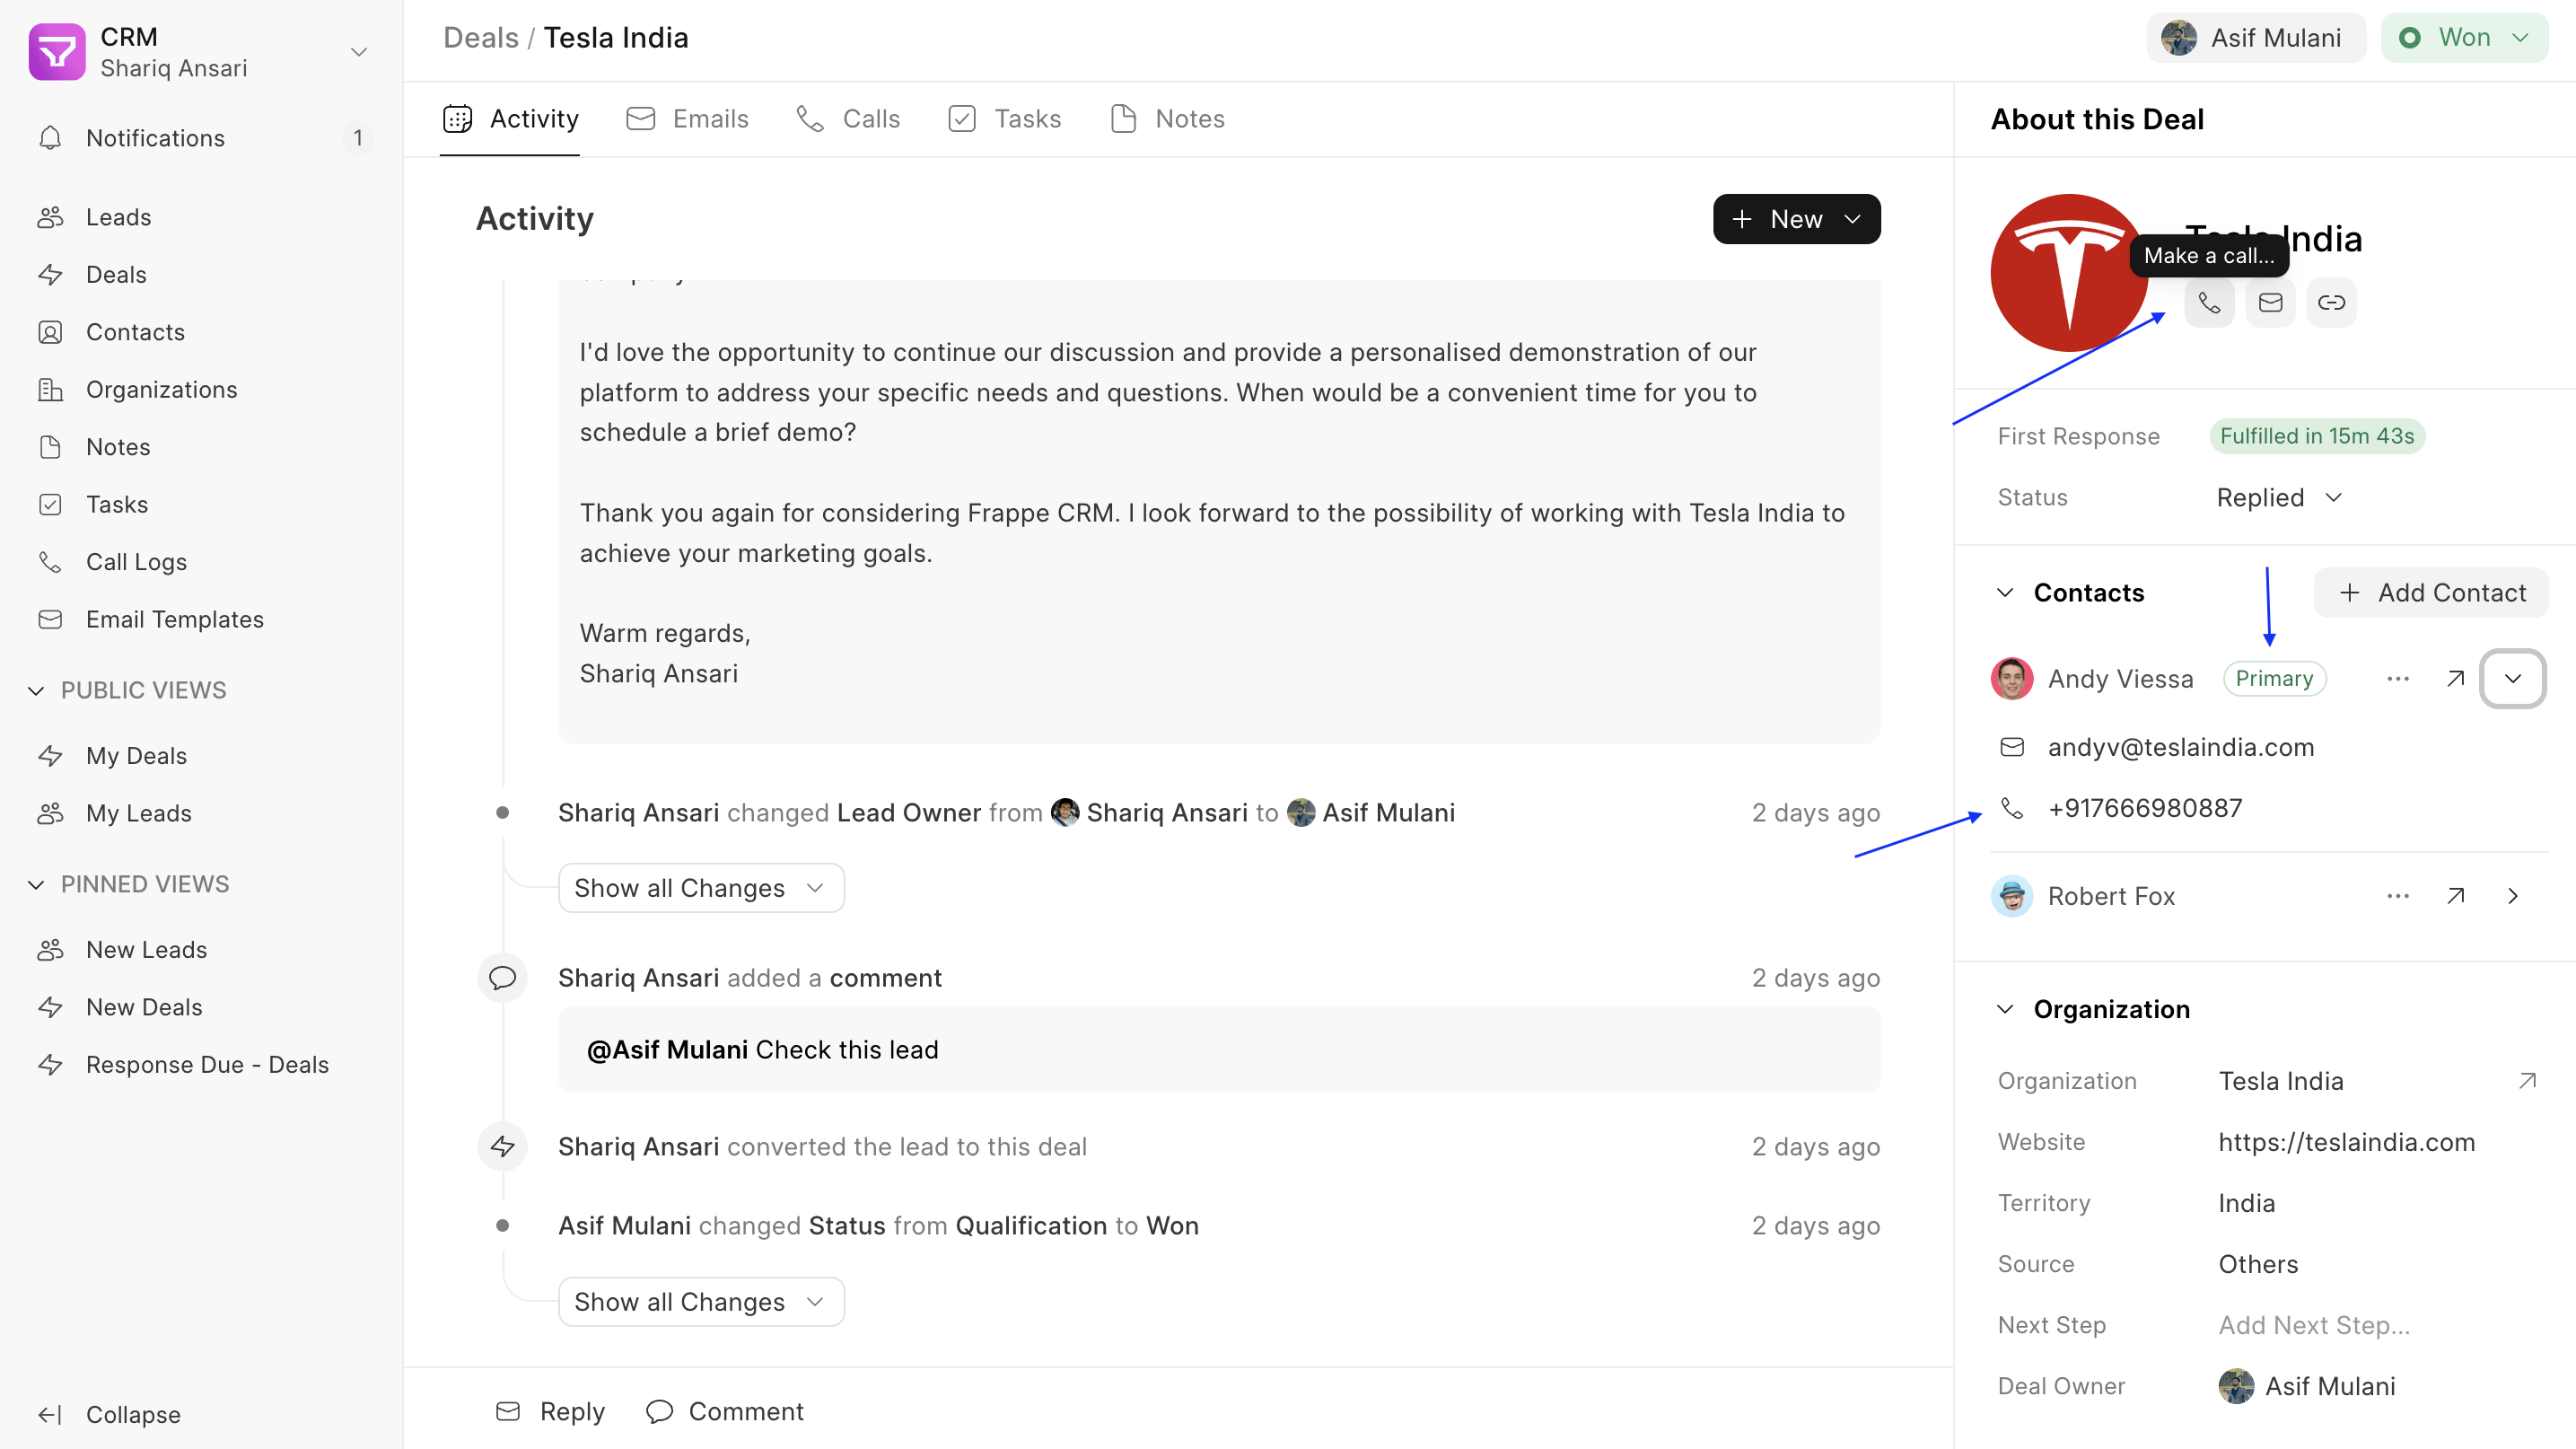 CRM
Shariq Ansari
Notifications 1
Leads
Deals
Contacts
Organizations
Notes
Tasks
Call Logs
Email Templates
PUBLIC VIEWS
My Deals
My Leads
PINNED VIEWS
New Leads
New Deals
Response Due - Deals
Collapse
Deals / Tesla India
Asif Mulani
Won
Activity
Emails
Calls
Tasks
Notes
Activity
New
I'd love the opportunity to continue our discussion and provide a personalised demonstration of our
platform to address your specific needs and questions. When would be a convenient time for you to
schedule a brief demo?
Thank you again for considering Frappe CRM. I look forward to the possibility of working with Tesla India to
achieve your marketing goals.
Warm regards,
Shariq Ansari
Shariq Ansari changed Lead Owner from Shariq Ansari to Asif Mulani 2 days ago
Show all Changes
Shariq Ansari added a comment 2 days ago
@Asif Mulani Check this lead
Shariq Ansari converted the lead to this deal 2 days ago
Asif Mulani changed Status from Qualification to Won 2 days ago
Show all Changes
Reply
Comment
About this Deal
Tesla India
Make a call...
First Response Fulfilled in 15m 43s
Status Replied
Contacts
Add Contact
Andy Viessa Primary
andyv@teslaindia.com
+917666980887
Robert Fox
Organization
Organization Tesla India
Website https://teslaindia.com
Territory India
Source Others
Next Step Add Next Step...
Deal Owner Asif Mulani